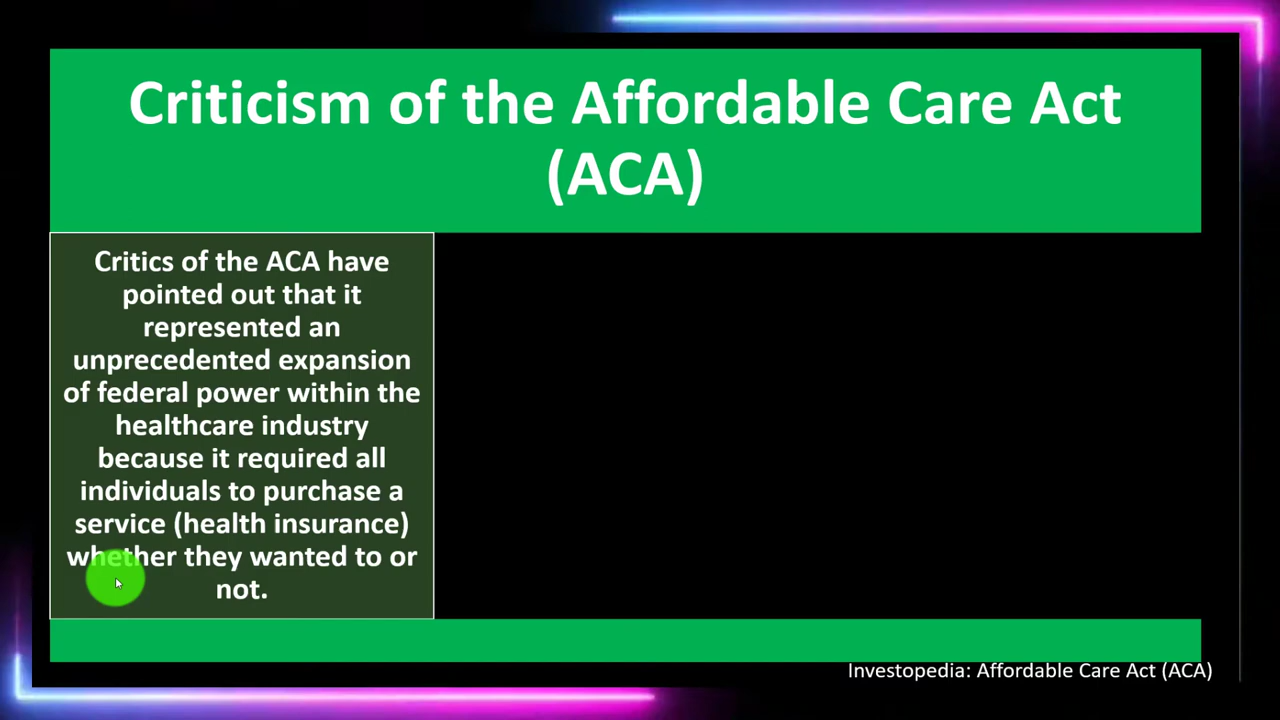 Criticism of the Affordable Care Act
(ACA)
Critics of the ACA have
pointed out that it
represented an
unprecedented expansion
of federal power within the
healthcare industry
because it required all
individuals to purchase a
service (health insurance)
whether they wanted to or
not.
Investopedia: Affordable Care Act (ACA)